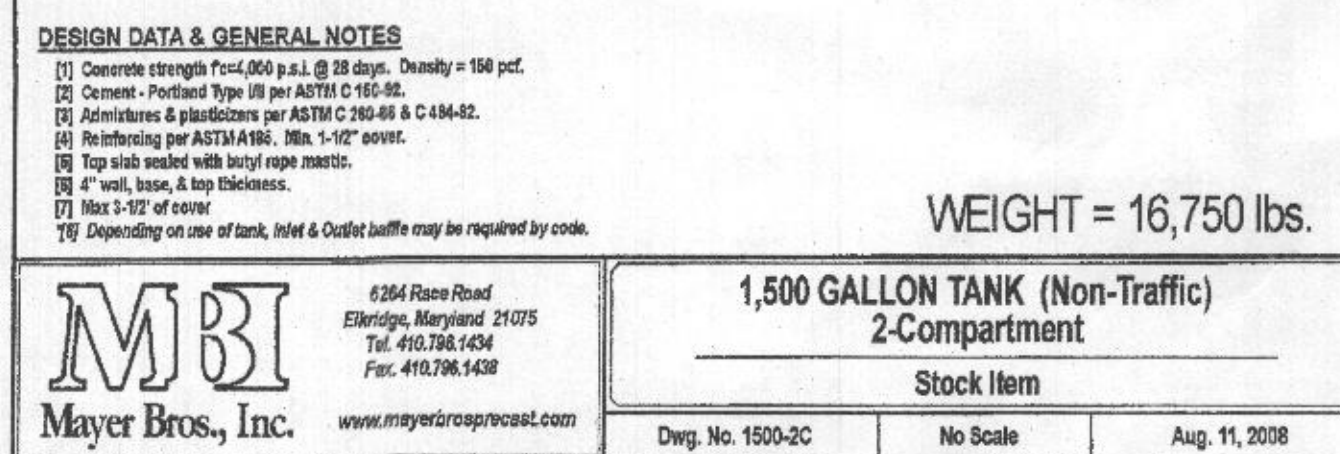 DESIGN DATA & GENERAL NOTES
[1] Concrete strength f'c=4,000 p.s.i. @ 28 days. Density = 150 pcf.
[2] Cement - Portland Type I/II per ASTM C 150-92.
[3] Admixtures & plasticizers per ASTM C 260-86 & C 494-92.
[4] Reinforcing per ASTM A185. Min. 1-1/2" cover.
[5] Top slab sealed with butyl rope mastic.
[6] 4" wall, base, & top thickness.
[7] Max 3-1/2' of cover
*[8] Depending on use of tank, Inlet & Outlet baffle may be required by code.
WEIGHT = 16,750 lbs.
MBI
Mayer Bros., Inc.
6264 Race Road
Elkridge, Maryland 21075
Tel. 410.796.1434
Fax. 410.796.1438
www.mayerbrosprecast.com
1,500 GALLON TANK (Non-Traffic)
2-Compartment
Stock Item
Dwg. No. 1500-2C
No Scale
Aug. 11, 2008